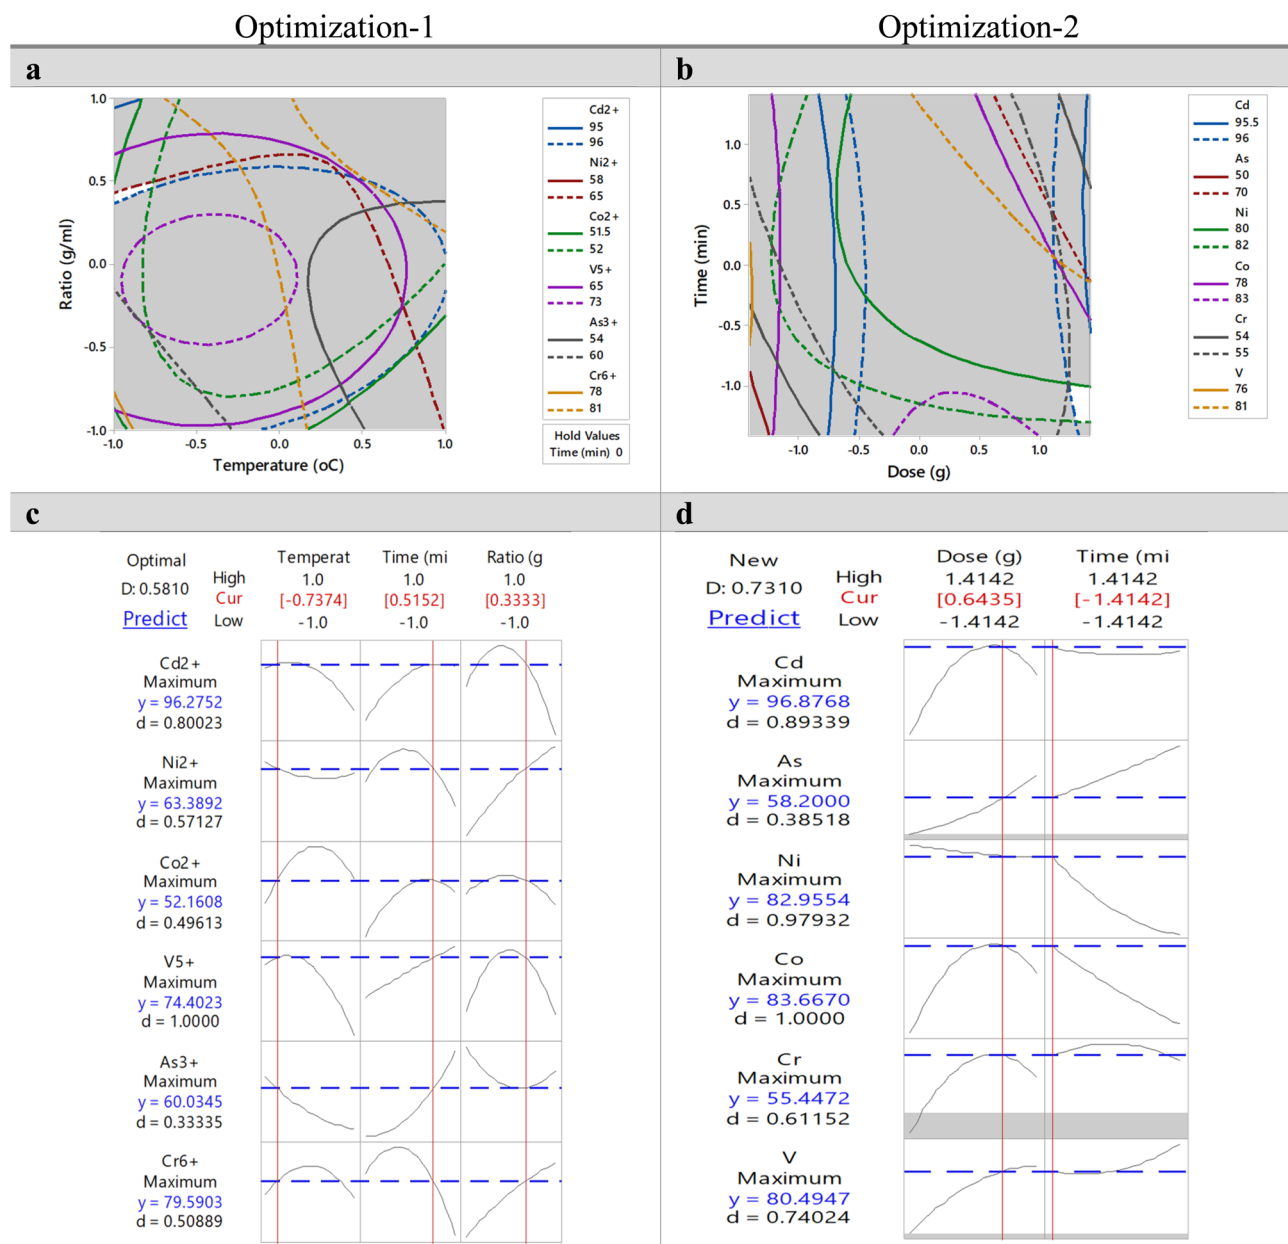 Optimization-1
Optimization-2
a
b
1.0
0.5
0.0
-0.5
-1.0
Ratio (g/ml)
-1.0
-0.5
0.0
0.5
1.0
Temperature (oC)
Cd2+
95
96
Ni2+
58
65
Co2+
51.5
52
V5+
65
73
As3+
54
60
Cr6+
78
81
Hold Values
Time (min) 0
1.0
0.5
0.0
-0.5
-1.0
Time (min)
-1.0
-0.5
0.0
0.5
1.0
Dose (g)
Cd
95.5
96
As
50
70
Ni
80
82
Co
78
83
Cr
54
55
V
76
81
c
d
Optimal
D: 0.5810
Predict
High
Cur
Low
Temperat
1.0
[-0.7374]
-1.0
Time (mi
1.0
[0.5152]
-1.0
Ratio (g
1.0
[0.3333]
-1.0
Cd2+
Maximum
y = 96.2752
d = 0.80023
Ni2+
Maximum
y = 63.3892
d = 0.57127
Co2+
Maximum
y = 52.1608
d = 0.49613
V5+
Maximum
y = 74.4023
d = 1.0000
As3+
Maximum
y = 60.0345
d = 0.33335
Cr6+
Maximum
y = 79.5903
d = 0.50889
New
D: 0.7310
Predict
High
Cur
Low
Dose (g)
1.4142
[0.6435]
-1.4142
Time (mi
1.4142
[-1.4142]
-1.4142
Cd
Maximum
y = 96.8768
d = 0.89339
As
Maximum
y = 58.2000
d = 0.38518
Ni
Maximum
y = 82.9554
d = 0.97932
Co
Maximum
y = 83.6670
d = 1.0000
Cr
Maximum
y = 55.4472
d = 0.61152
V
Maximum
y = 80.4947
d = 0.74024